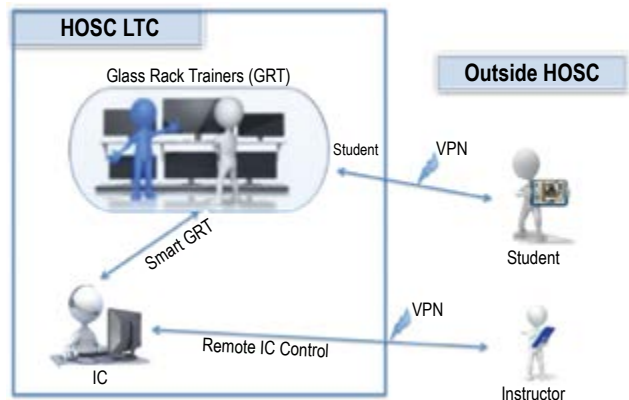 HOSC LTC
Glass Rack Trainers (GRT)
Outside HOSC
Student
VPN
Smart GRT
Student
VPN
Remote IC Control
IC
Instructor